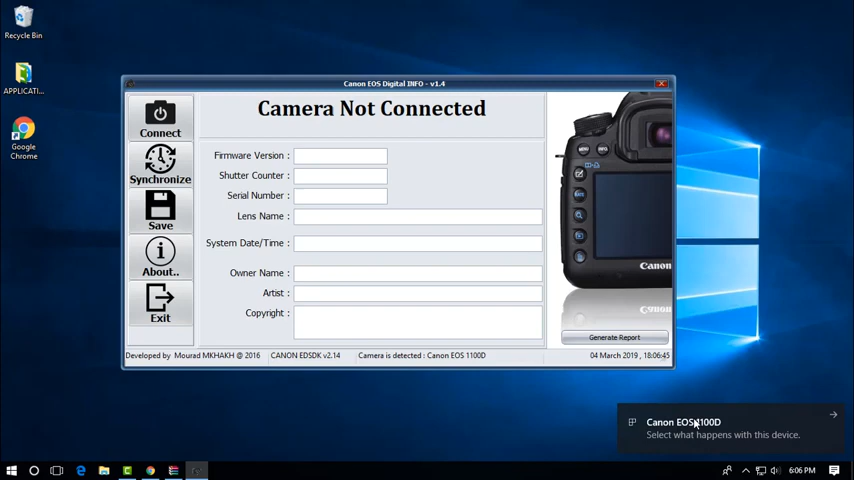 Recycle Bin
APPLICATI...
Google
Chrome
Canon EOS Digital INFO - v1.4
Camera Not Connected
Connect
Synchronize
Save
About..
Exit
Firmware Version :
Shutter Counter :
Serial Number :
Lens Name :
System Date/Time :
Owner Name :
Artist :
Copyright :
MENU INFO.
Canon
Generate Report
Developed by Mourad MKHAKH @ 2016
CANON EDSDK v2.14
Camera is detected : Canon EOS 1100D
04 March 2019 , 18:06:45
Canon EOS 1100D
Select what happens with this device.
6:06 PM